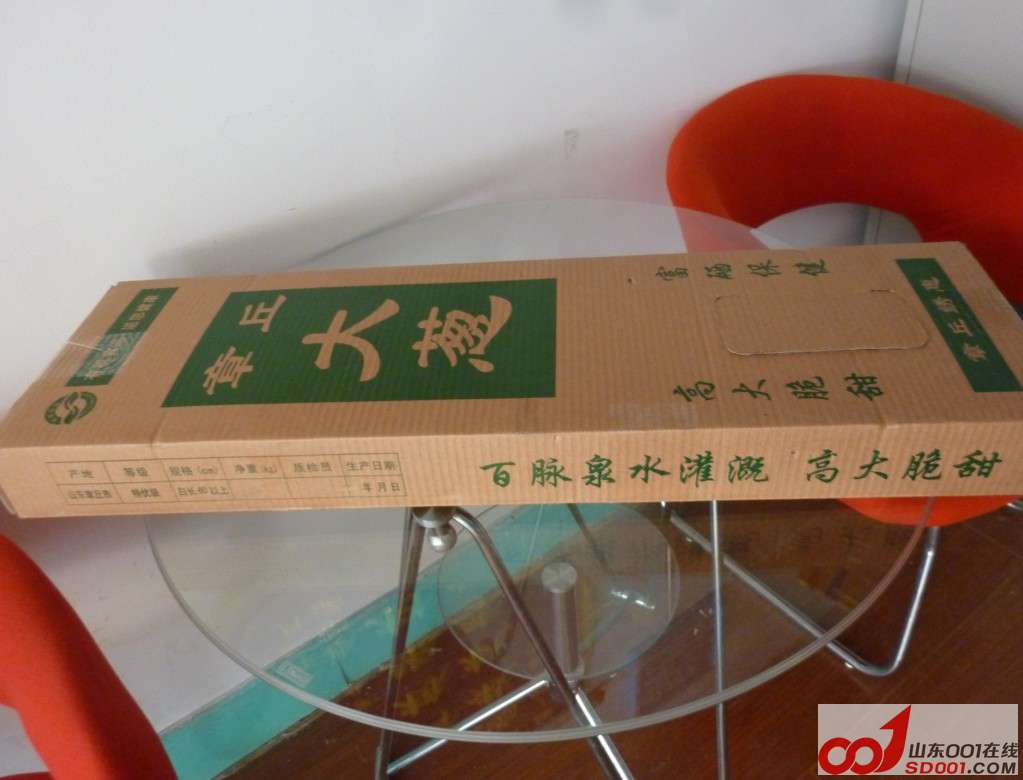 章丘
大葱
富硒保健
高大脆甜
章丘绣惠
产地 等级 规格(cm) 净重(kg) 质检员 生产日期
山东章丘市 特优级 白长60以上 年月日
百脉泉水灌溉 高大脆甜
山东001在线
SD001.COM